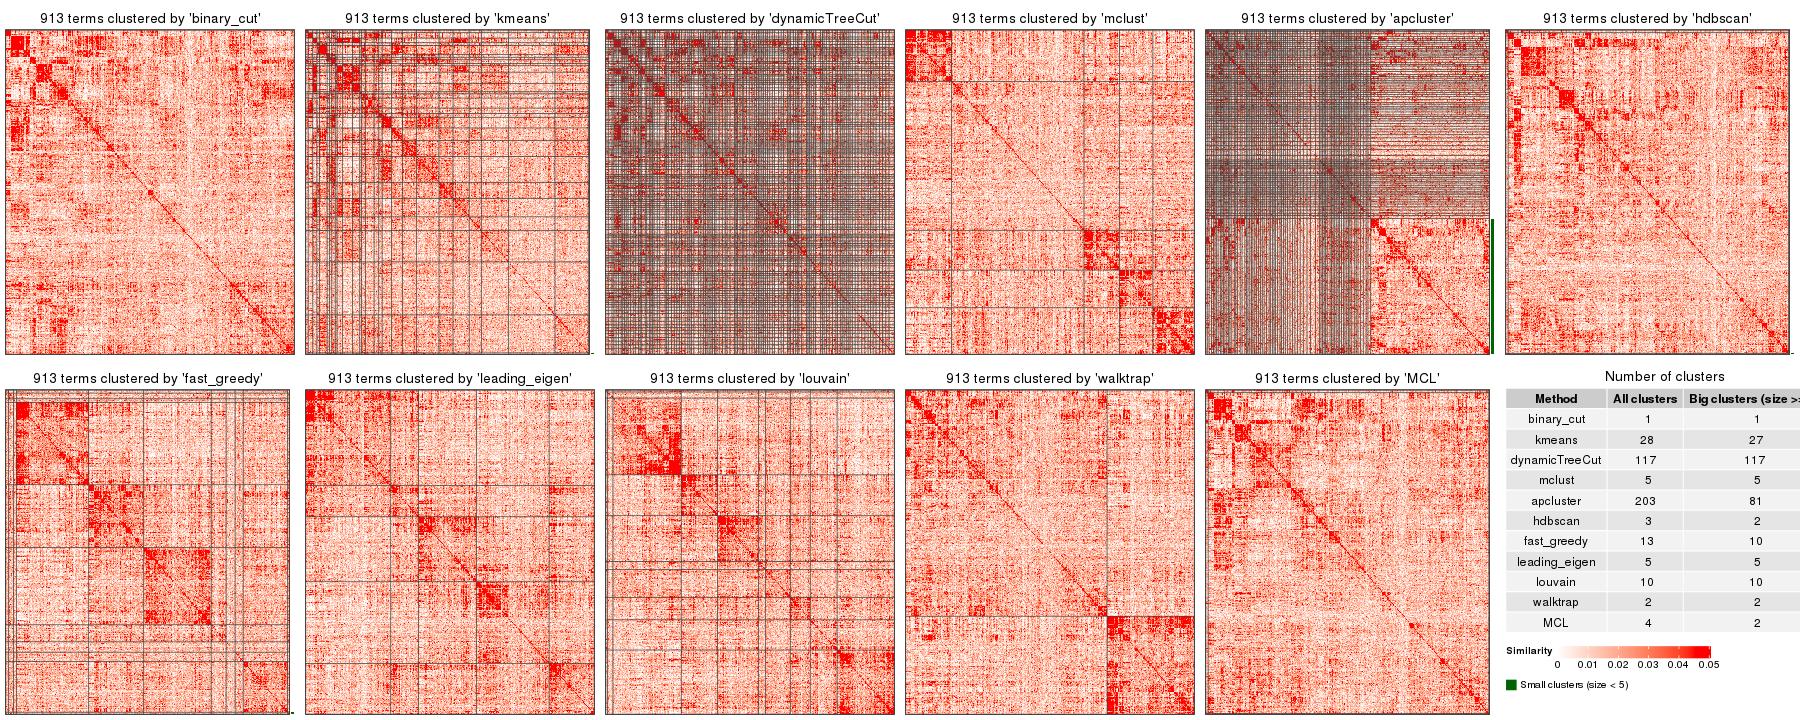 913 terms clustered by 'binary_cut'
913 terms clustered by 'kmeans'
913 terms clustered by 'dynamicTreeCut'
913 terms clustered by 'mclust'
913 terms clustered by 'apcluster'
913 terms clustered by 'hdbscan'
913 terms clustered by 'fast_greedy'
913 terms clustered by 'leading_eigen'
913 terms clustered by 'louvain'
913 terms clustered by 'walktrap'
913 terms clustered by 'MCL'
Number of clusters
Method All clusters Big clusters (size >
binary_cut 1 1
kmeans 28 27
dynamicTreeCut 117 117
mclust 5 5
apcluster 203 81
hdbscan 3 2
fast_greedy 13 10
leading_eigen 5 5
louvain 10 10
walktrap 2 2
MCL 4 2
Similarity
0 0.01 0.02 0.03 0.04 0.05
Small clusters (size < 5)